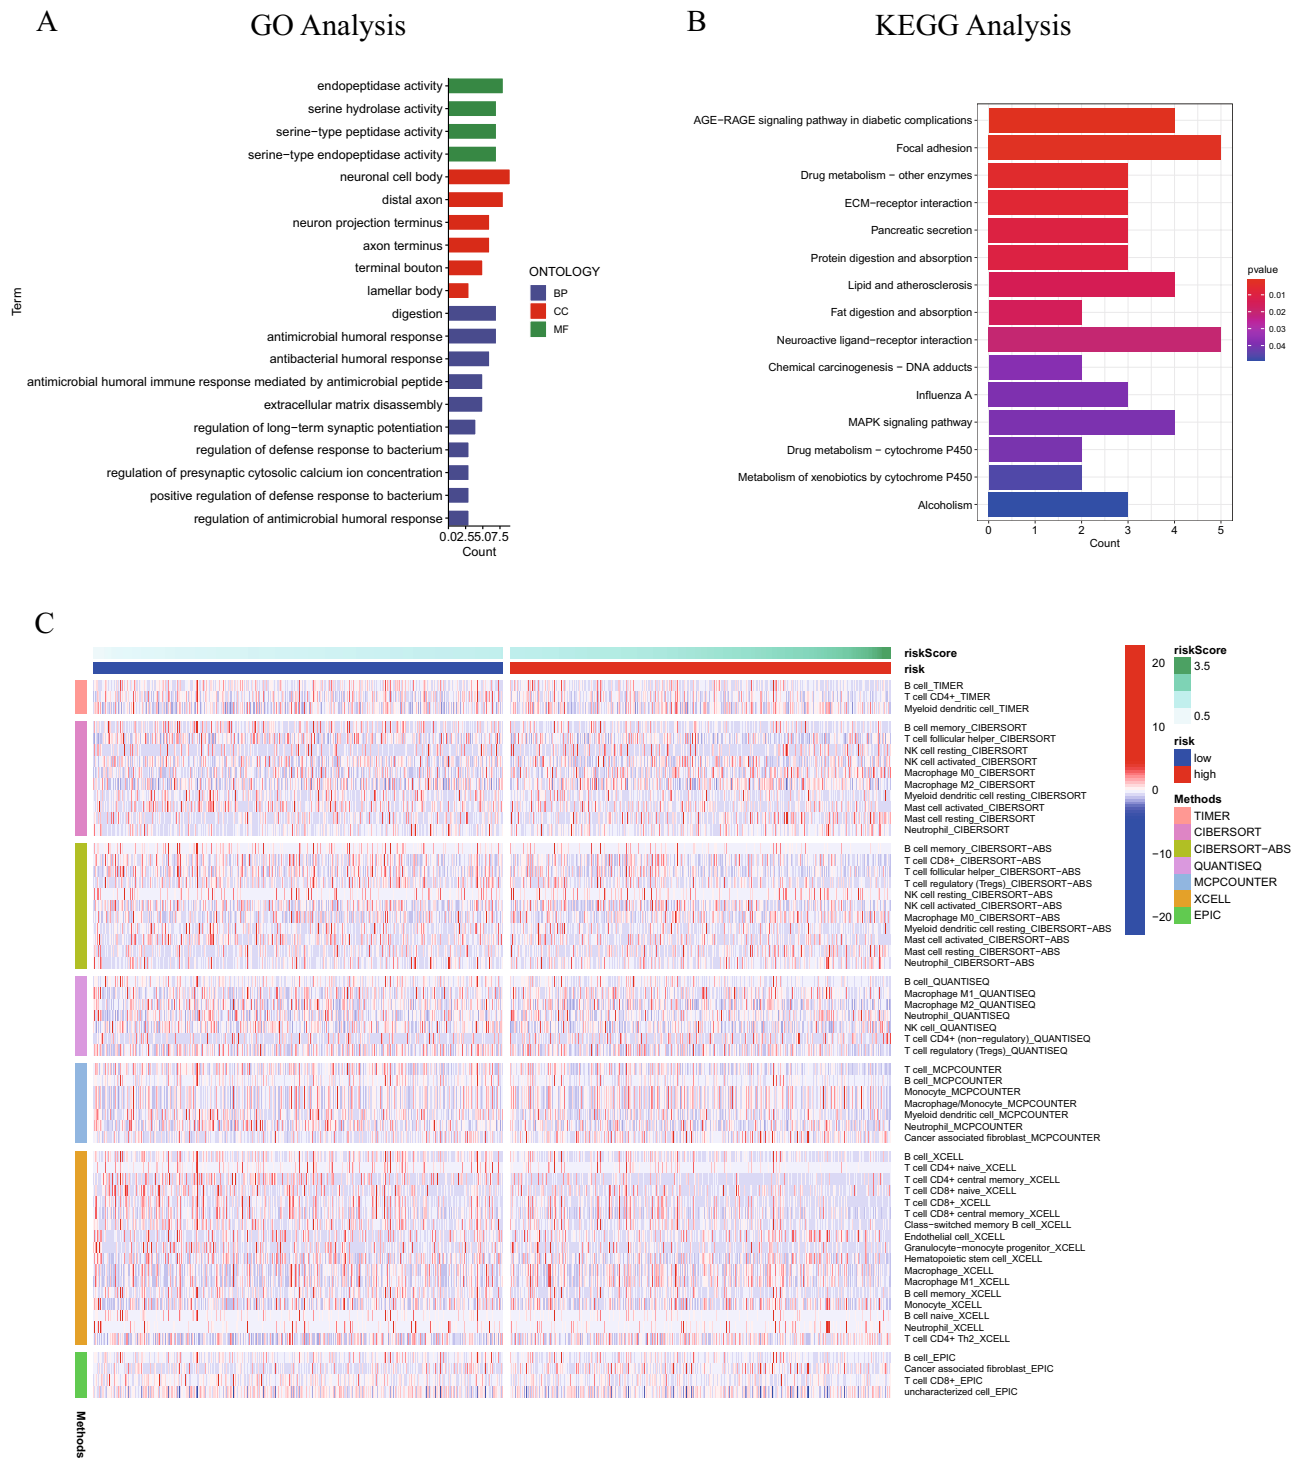 A
GO Analysis
Term
endopeptidase activity
serine hydrolase activity
serine−type peptidase activity
serine−type endopeptidase activity
neuronal cell body
distal axon
neuron projection terminus
axon terminus
terminal bouton
lamellar body
digestion
antimicrobial humoral response
antibacterial humoral response
antimicrobial humoral immune response mediated by antimicrobial peptide
extracellular matrix disassembly
regulation of long−term synaptic potentiation
regulation of defense response to bacterium
regulation of presynaptic cytosolic calcium ion concentration
positive regulation of defense response to bacterium
regulation of antimicrobial humoral response
0.02.55.07.5
Count
ONTOLOGY
BP
CC
MF
B
KEGG Analysis
AGE−RAGE signaling pathway in diabetic complications
Focal adhesion
Drug metabolism − other enzymes
ECM−receptor interaction
Pancreatic secretion
Protein digestion and absorption
Lipid and atherosclerosis
Fat digestion and absorption
Neuroactive ligand−receptor interaction
Chemical carcinogenesis − DNA adducts
Influenza A
MAPK signaling pathway
Drug metabolism − cytochrome P450
Metabolism of xenobiotics by cytochrome P450
Alcoholism
0 1 2 3 4 5
Count
pvalue
0.01
0.02
0.03
0.04
C
riskScore
risk
B cell_TIMER
T cell CD4+_TIMER
Myeloid dendritic cell_TIMER
B cell memory_CIBERSORT
T cell follicular helper_CIBERSORT
NK cell resting_CIBERSORT
NK cell activated_CIBERSORT
Macrophage M0_CIBERSORT
Macrophage M2_CIBERSORT
Myeloid dendritic cell resting_CIBERSORT
Mast cell activated_CIBERSORT
Mast cell resting_CIBERSORT
Neutrophil_CIBERSORT
B cell memory_CIBERSORT−ABS
T cell CD8+_CIBERSORT−ABS
T cell follicular helper_CIBERSORT−ABS
T cell regulatory (Tregs)_CIBERSORT−ABS
NK cell resting_CIBERSORT−ABS
NK cell activated_CIBERSORT−ABS
Macrophage M0_CIBERSORT−ABS
Myeloid dendritic cell resting_CIBERSORT−ABS
Mast cell activated_CIBERSORT−ABS
Mast cell resting_CIBERSORT−ABS
Neutrophil_CIBERSORT−ABS
B cell_QUANTISEQ
Macrophage M1_QUANTISEQ
Macrophage M2_QUANTISEQ
Neutrophil_QUANTISEQ
NK cell_QUANTISEQ
T cell CD4+ (non−regulatory)_QUANTISEQ
T cell regulatory (Tregs)_QUANTISEQ
T cell_MCPCOUNTER
B cell_MCPCOUNTER
Monocyte_MCPCOUNTER
Macrophage/Monocyte_MCPCOUNTER
Myeloid dendritic cell_MCPCOUNTER
Neutrophil_MCPCOUNTER
Cancer associated fibroblast_MCPCOUNTER
B cell_XCELL
T cell CD4+ naive_XCELL
T cell CD4+ central memory_XCELL
T cell CD8+ naive_XCELL
T cell CD8+_XCELL
T cell CD8+ central memory_XCELL
Class−switched memory B cell_XCELL
Endothelial cell_XCELL
Granulocyte−monocyte progenitor_XCELL
Hematopoietic stem cell_XCELL
Macrophage_XCELL
Macrophage M1_XCELL
B cell memory_XCELL
Monocyte_XCELL
B cell naive_XCELL
Neutrophil_XCELL
T cell CD4+ Th2_XCELL
B cell_EPIC
Cancer associated fibroblast_EPIC
T cell CD8+_EPIC
uncharacterized cell_EPIC
Methods
20
10
0
−10
−20
riskScore
3.5
0.5
risk
low
high
Methods
TIMER
CIBERSORT
CIBERSORT−ABS
QUANTISEQ
MCPCOUNTER
XCELL
EPIC